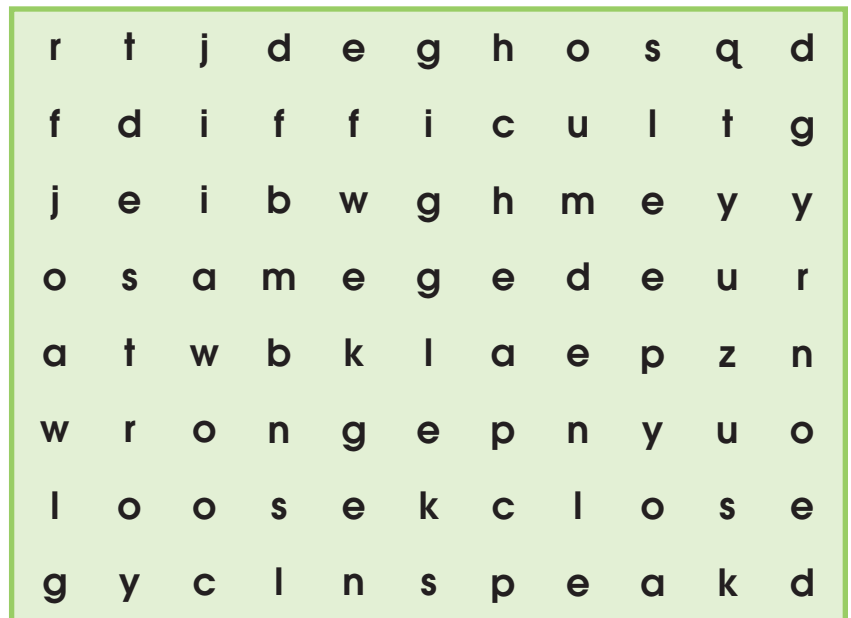 r t j d e g h o s q d
f d i f f i c u l t g
j e i b w g h m e y y
o s a m e g e d e u r
a t w b k l a e p z n
w r o n g e p n y u o
l o o s e k c l o s e
g y c l n s p e a k d